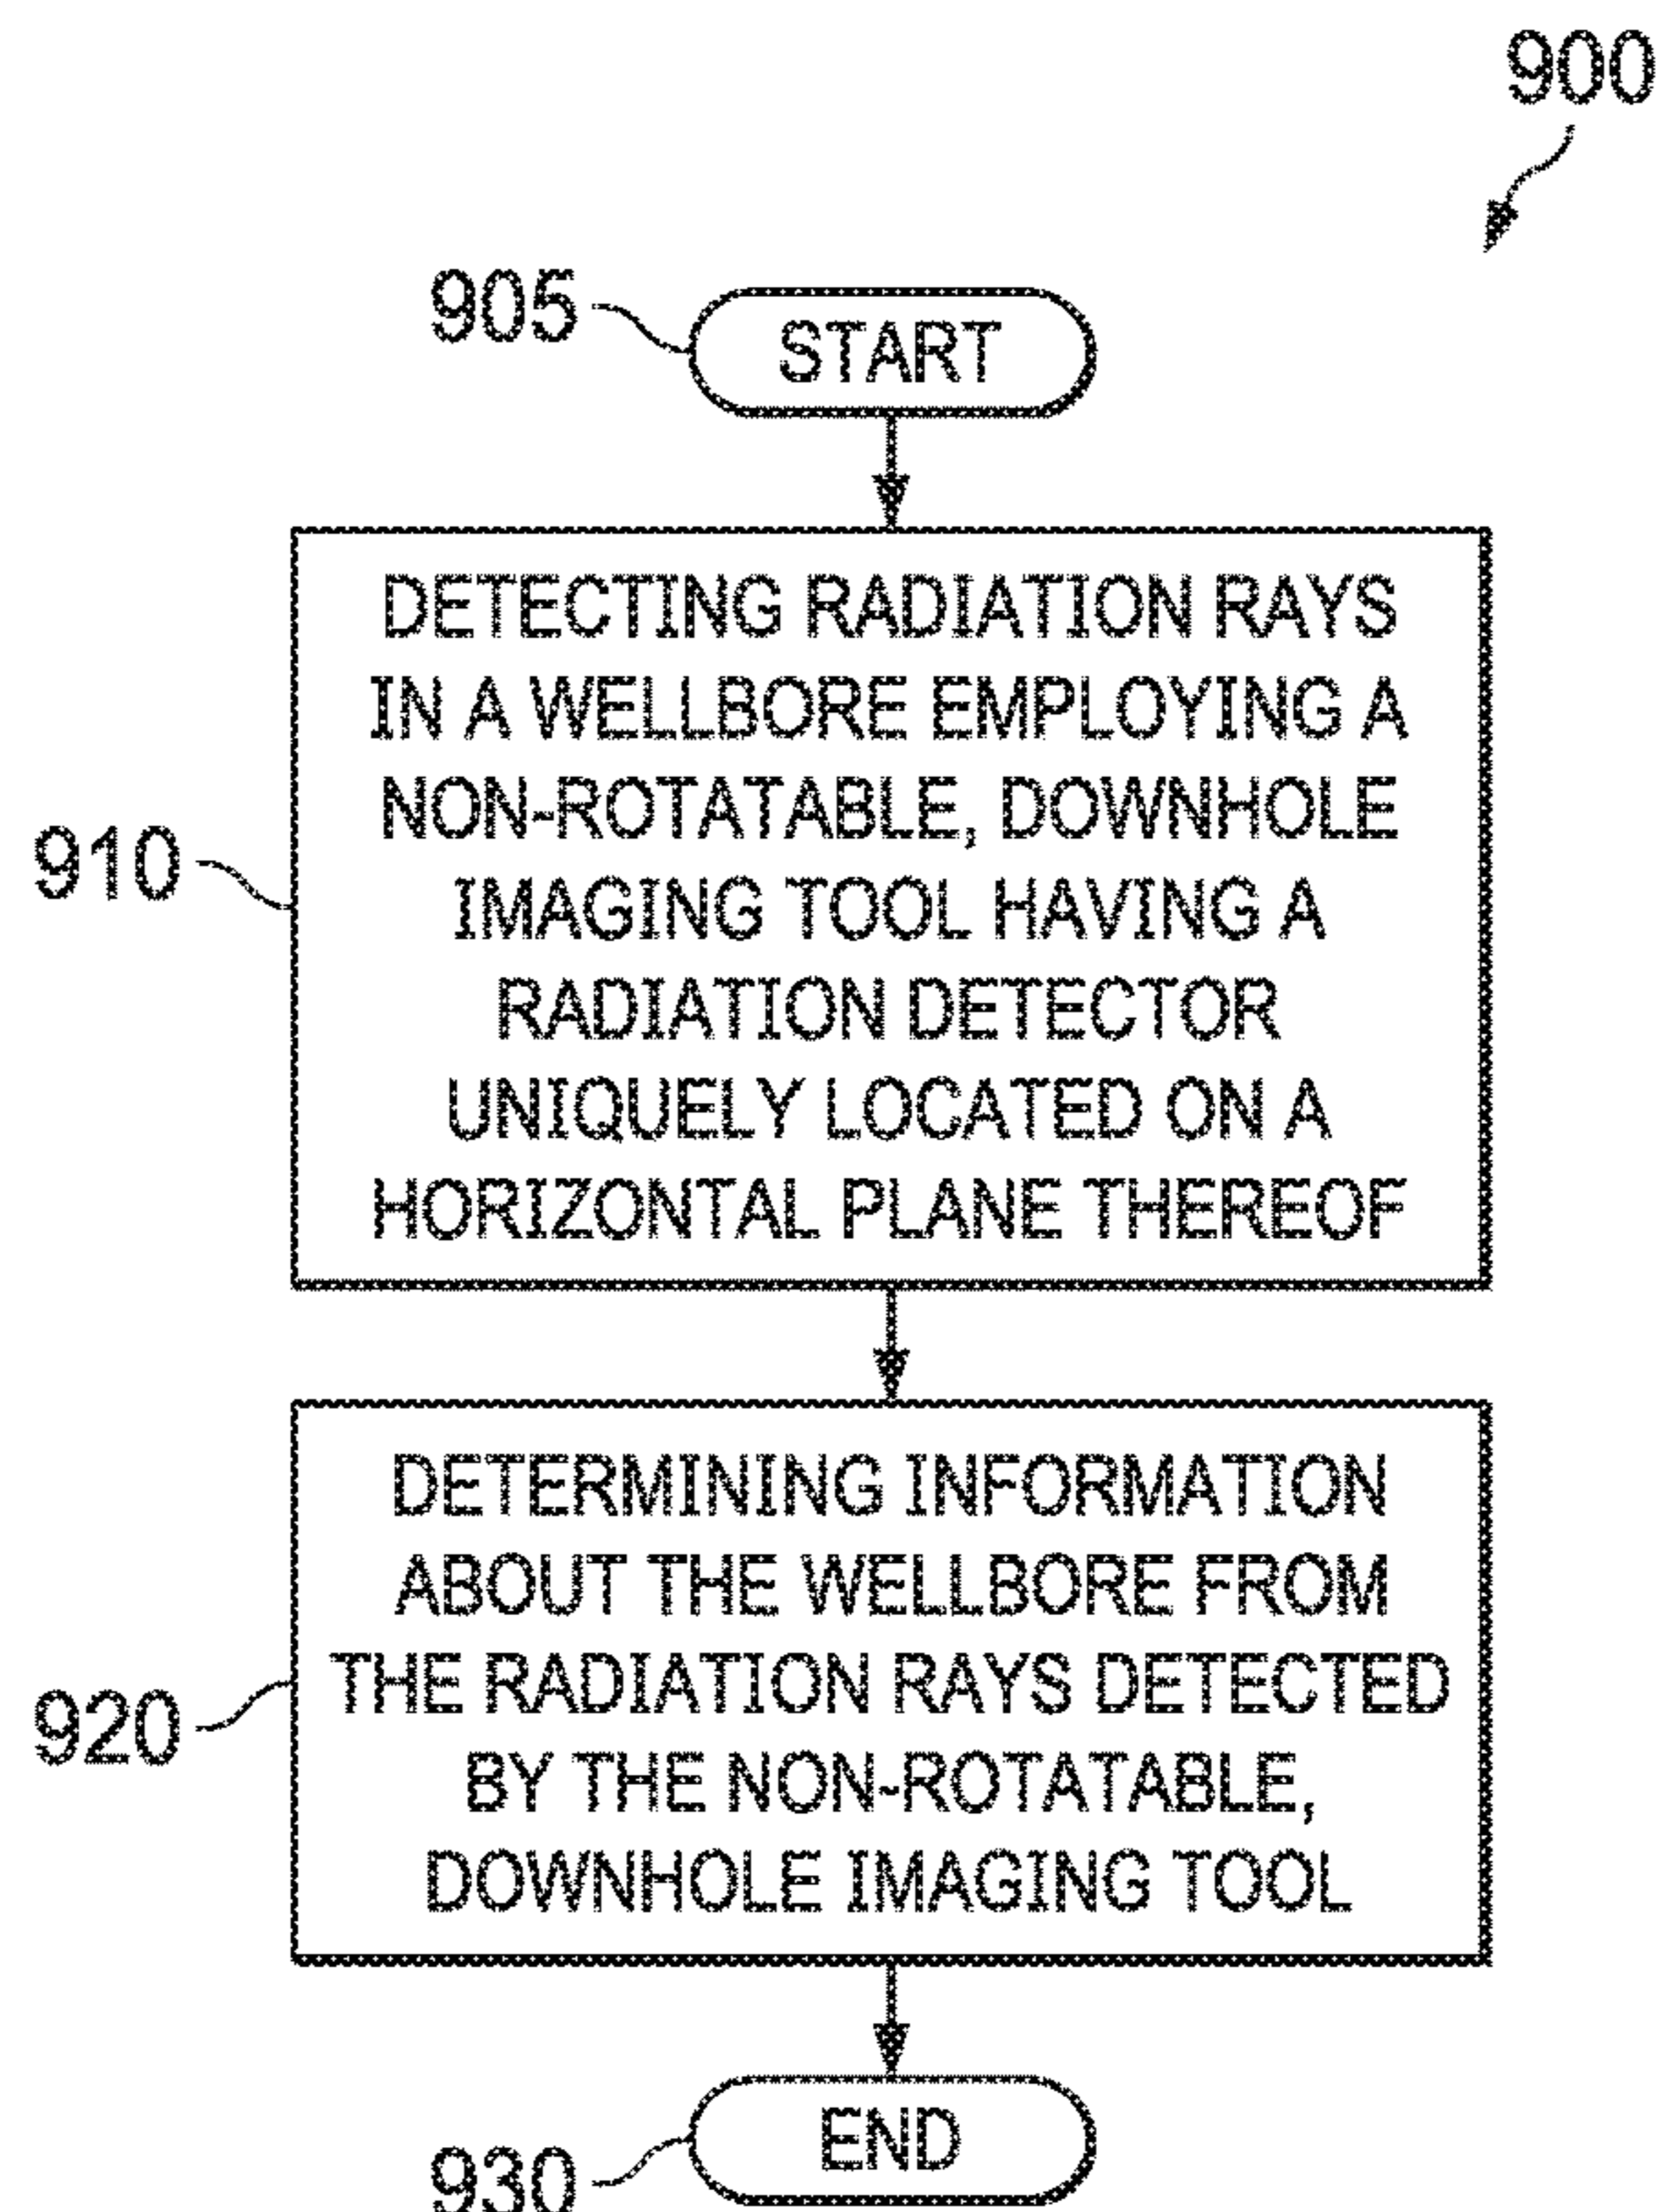 900
905
START
DETECTING RADIATION RAYS
IN A WELLBORE EMPLOYING A
NON-ROTATABLE, DOWNHOLE
IMAGING TOOL HAVING A
RADIATION DETECTOR
UNIQUELY LOCATED ON A
HORIZONTAL PLANE THEREOF
910
DETERMINING INFORMATION
ABOUT THE WELLBORE FROM
THE RADIATION RAYS DETECTED
BY THE NON-ROTATABLE,
DOWNHOLE IMAGING TOOL
920
END
930